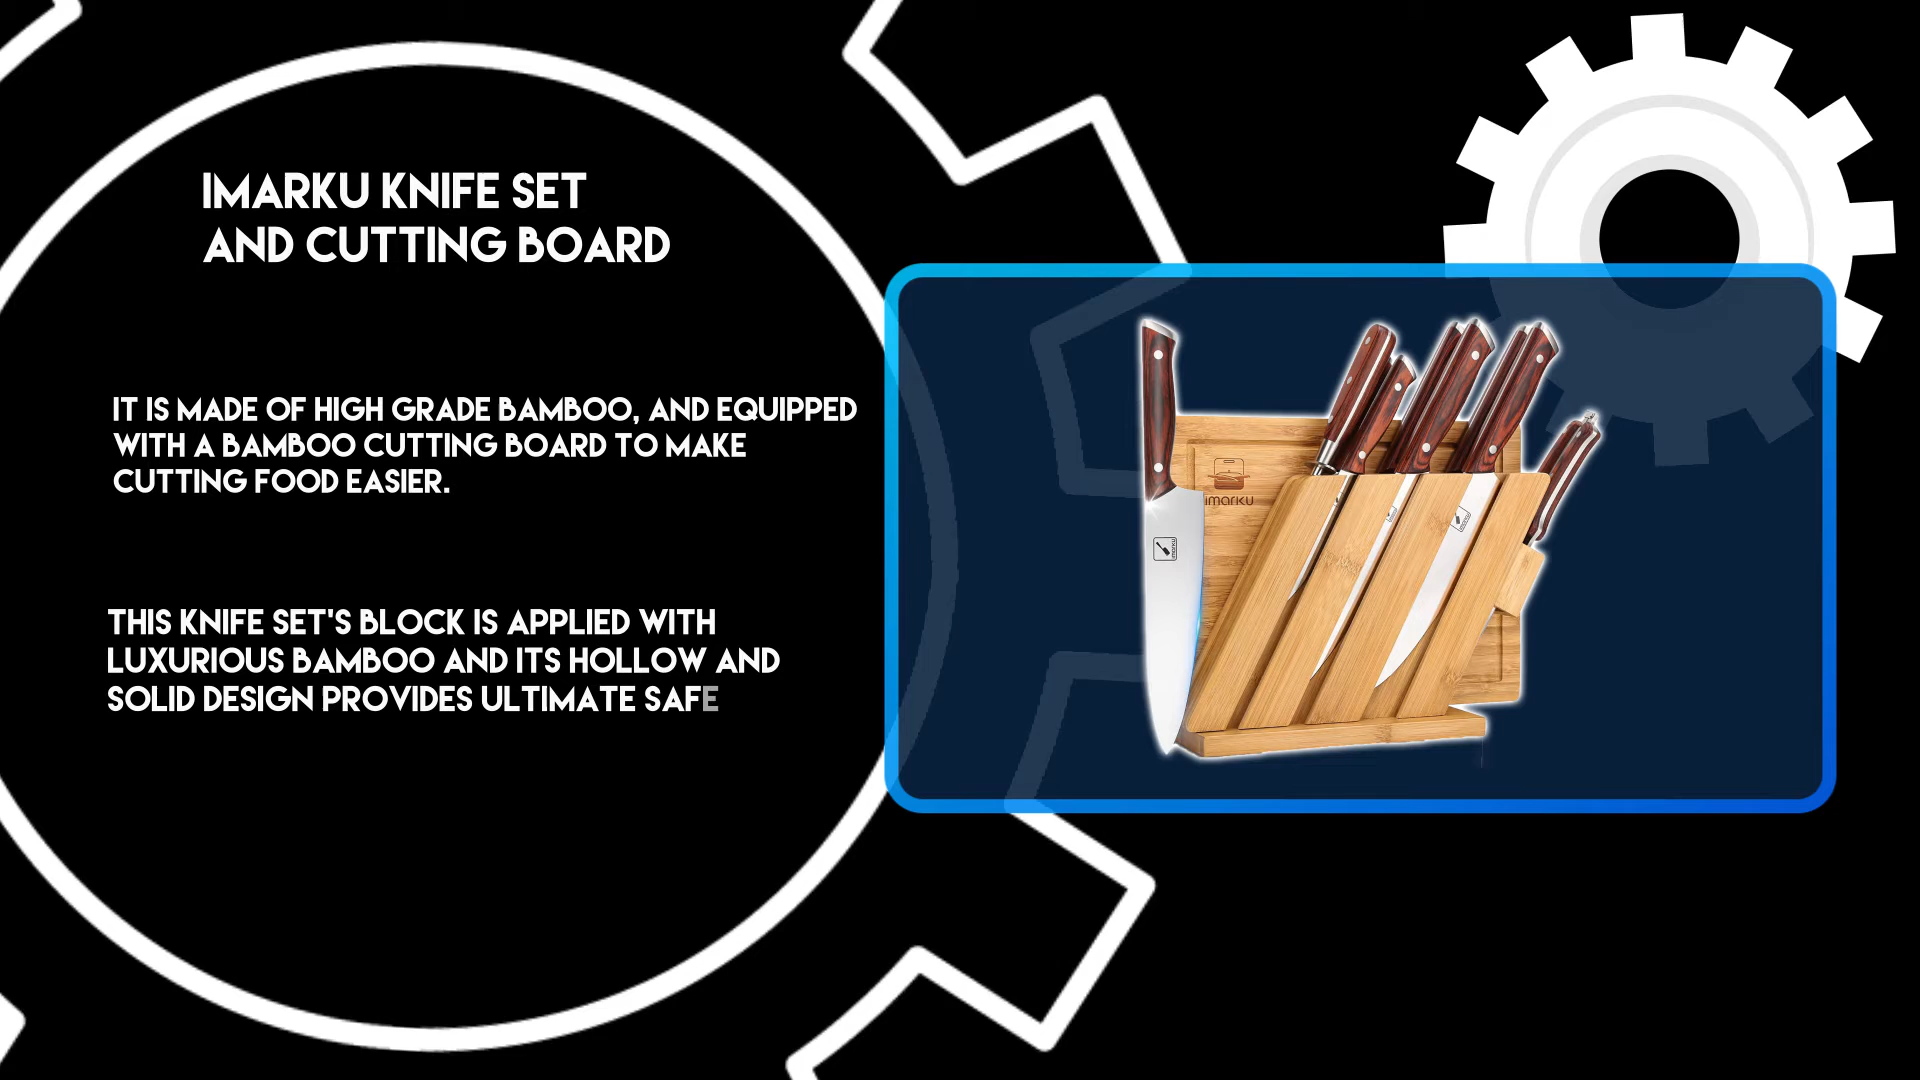 IMARKU KNIFE SET
AND CUTTING BOARD
IT IS MADE OF HIGH GRADE BAMBOO, AND EQUIPPED
WITH A BAMBOO CUTTING BOARD TO MAKE
CUTTING FOOD EASIER.
THIS KNIFE SET'S BLOCK IS APPLIED WITH
LUXURIOUS BAMBOO AND ITS HOLLOW AND
SOLID DESIGN PROVIDES ULTIMATE SAFE
imarku